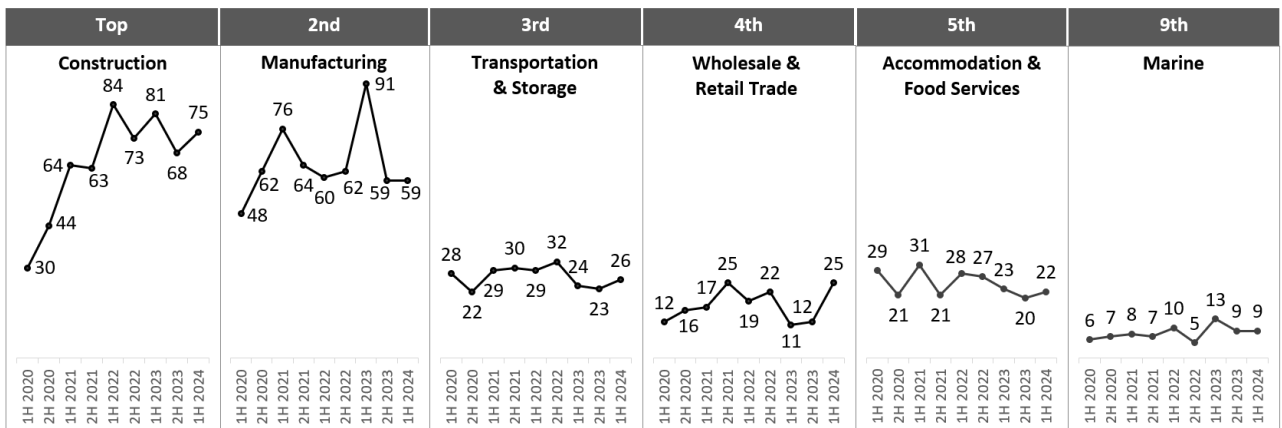 Top 2nd 3rd 4th 5th 9th
Construction
30 44 64 63 84 73 81 68 75
1H 2020 2H 2020 1H 2021 2H 2021 1H 2022 2H 2022 1H 2023 2H 2023 1H 2024
Manufacturing
48 62 76 64 60 62 91 59 59
1H 2020 2H 2020 1H 2021 2H 2021 1H 2022 2H 2022 1H 2023 2H 2023 1H 2024
Transportation
& Storage
28 22 29 30 29 32 24 23 26
1H 2020 2H 2020 1H 2021 2H 2021 1H 2022 2H 2022 1H 2023 2H 2023 1H 2024
Wholesale &
Retail Trade
12 16 17 25 19 22 11 12 25
1H 2020 2H 2020 1H 2021 2H 2021 1H 2022 2H 2022 1H 2023 2H 2023 1H 2024
Accommodation &
Food Services
29 21 31 21 28 27 23 20 22
1H 2020 2H 2020 1H 2021 2H 2021 1H 2022 2H 2022 1H 2023 2H 2023 1H 2024
Marine
6 7 8 7 10 5 13 9 9
1H 2020 2H 2020 1H 2021 2H 2021 1H 2022 2H 2022 1H 2023 2H 2023 1H 2024